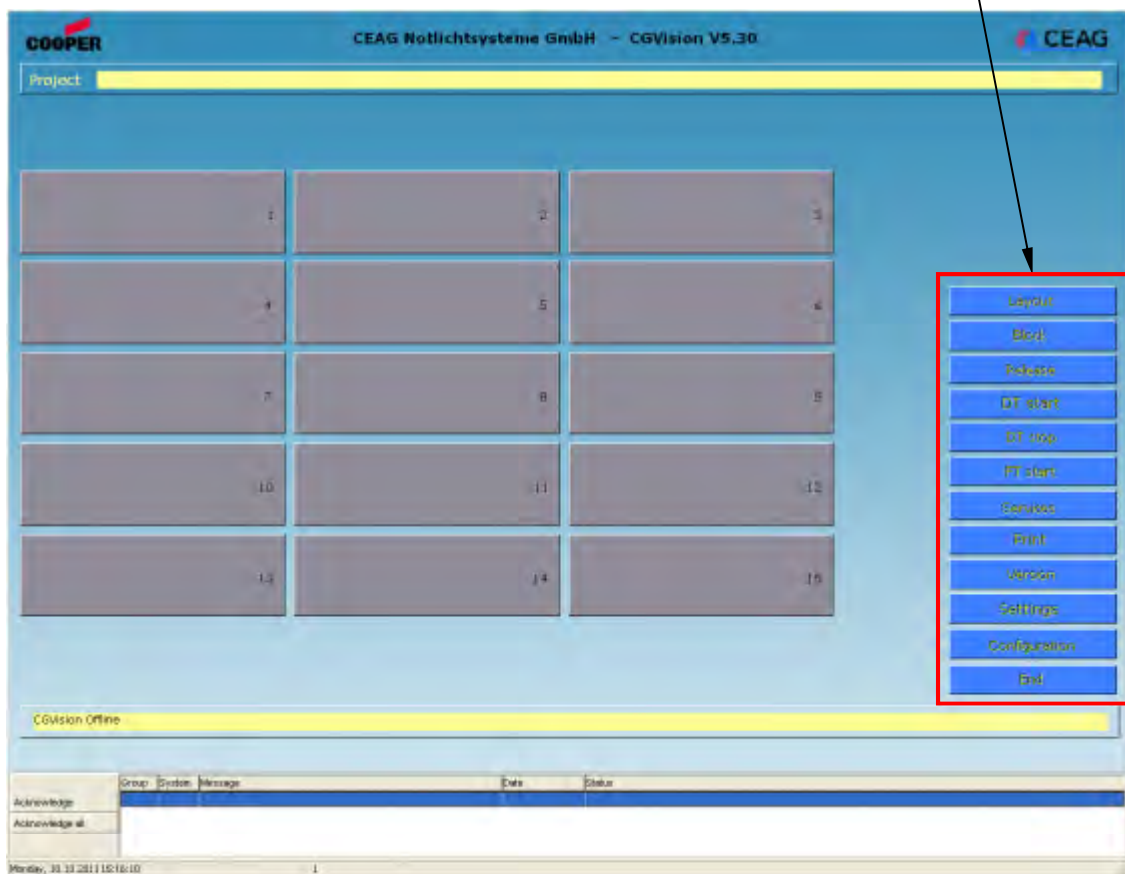 COOPER
CEAG Notlichtsysteme GmbH - CGVision V5.30
CEAG
Project
1
2
3
4
5
6
7
8
9
10
11
12
13
14
15
Layout
Block
Release
DT start
DT stop
FT start
Services
Print
Version
Settings
Configuration
End
CGVision Offline
Group System Message Date Status
Acknowledge
Acknowledge all
Monday,
1